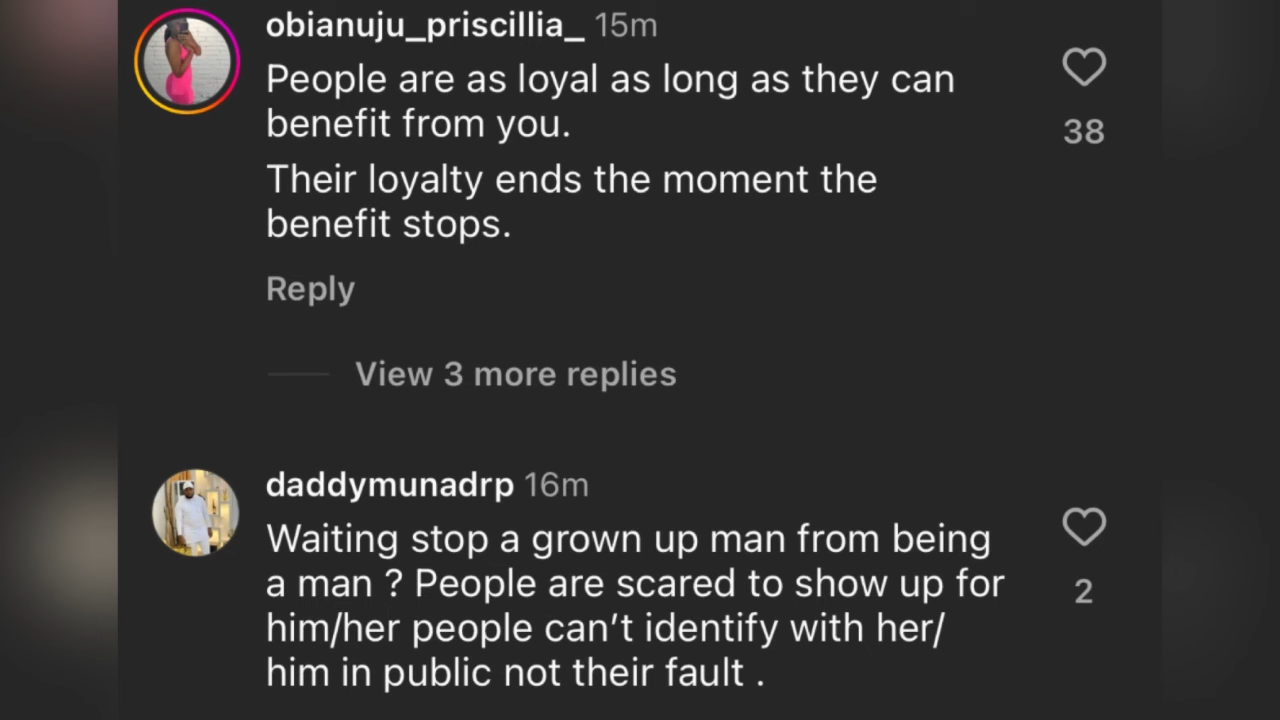 obianuju_priscillia_ 15m
People are as loyal as long as they can
benefit from you.
Their loyalty ends the moment the
benefit stops.
38
Reply
View 3 more replies
daddymunadrp 16m
Waiting stop a grown up man from being
a man ? People are scared to show up for
him/her people can’t identify with her/
him in public not their fault .
2